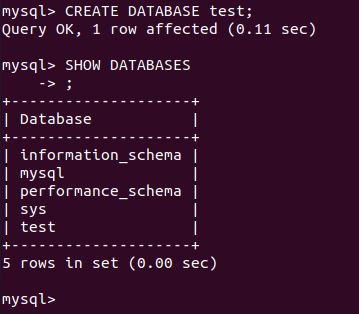 mysql> CREATE DATABASE test;
Query OK, 1 row affected (0.11 sec)
mysql> SHOW DATABASES
    -> ;
+--------------------+
| Database           |
+--------------------+
| information_schema |
| mysql              |
| performance_schema |
| sys                |
| test               |
+--------------------+
5 rows in set (0.00 sec)
mysql>